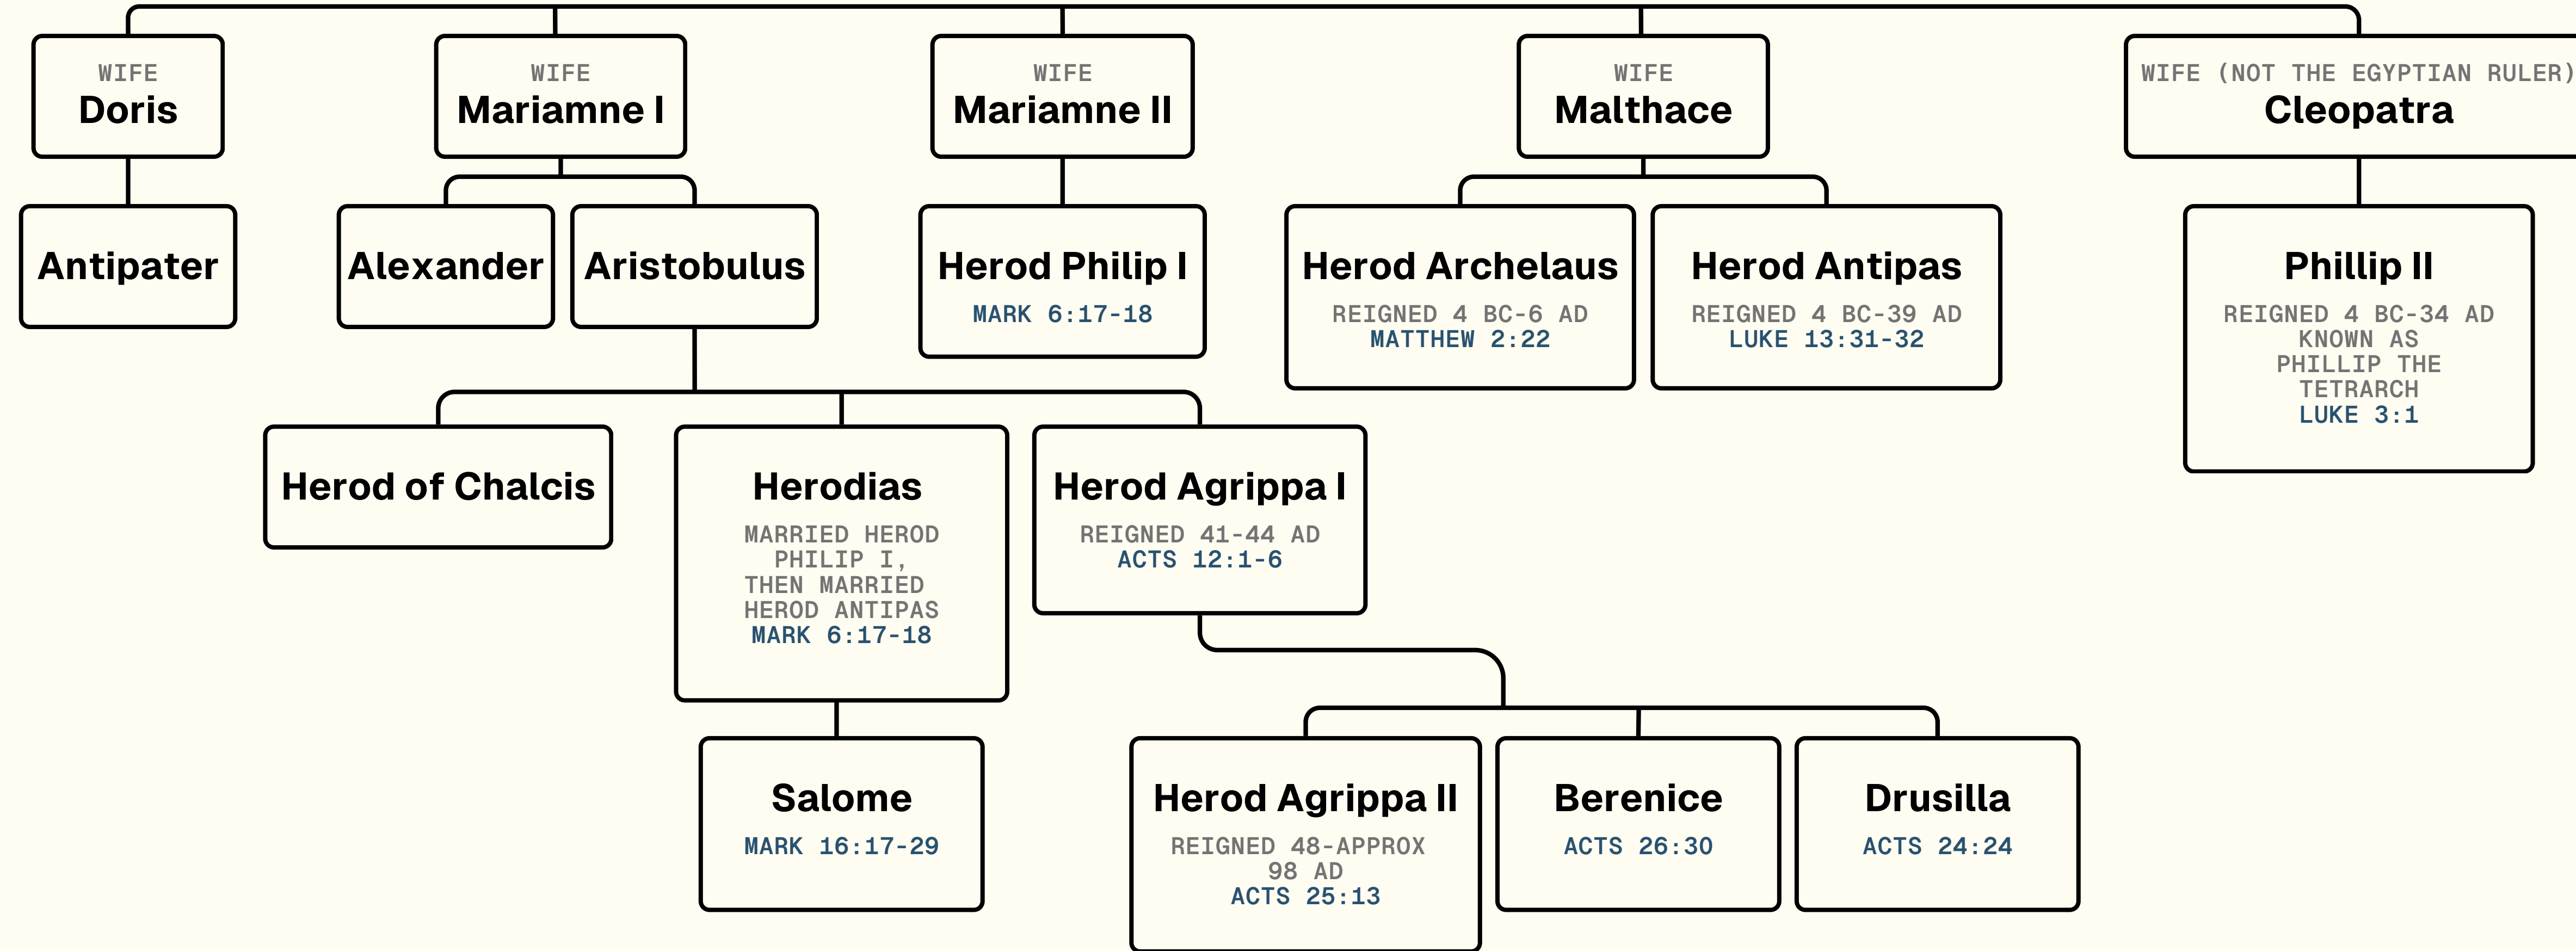 WIFE
Doris
WIFE
Mariamne I
WIFE
Mariamne II
WIFE
Malthace
WIFE (NOT THE EGYPTIAN RULER)
Cleopatra
Antipater
Alexander
Aristobulus
Herod Philip I
MARK 6:17-18
Herod Archelaus
REIGNED 4 BC-6 AD
MATTHEW 2:22
Herod Antipas
REIGNED 4 BC-39 AD
LUKE 13:31-32
Phillip II
REIGNED 4 BC-34 AD
KNOWN AS
PHILLIP THE
TETRARCH
LUKE 3:1
Herod of Chalcis
Herodias
MARRIED HEROD
PHILIP I,
THEN MARRIED
HEROD ANTIPAS
MARK 6:17-18
Herod Agrippa I
REIGNED 41-44 AD
ACTS 12:1-6
Salome
MARK 16:17-29
Herod Agrippa II
REIGNED 48-APPROX
98 AD
ACTS 25:13
Berenice
ACTS 26:30
Drusilla
ACTS 24:24